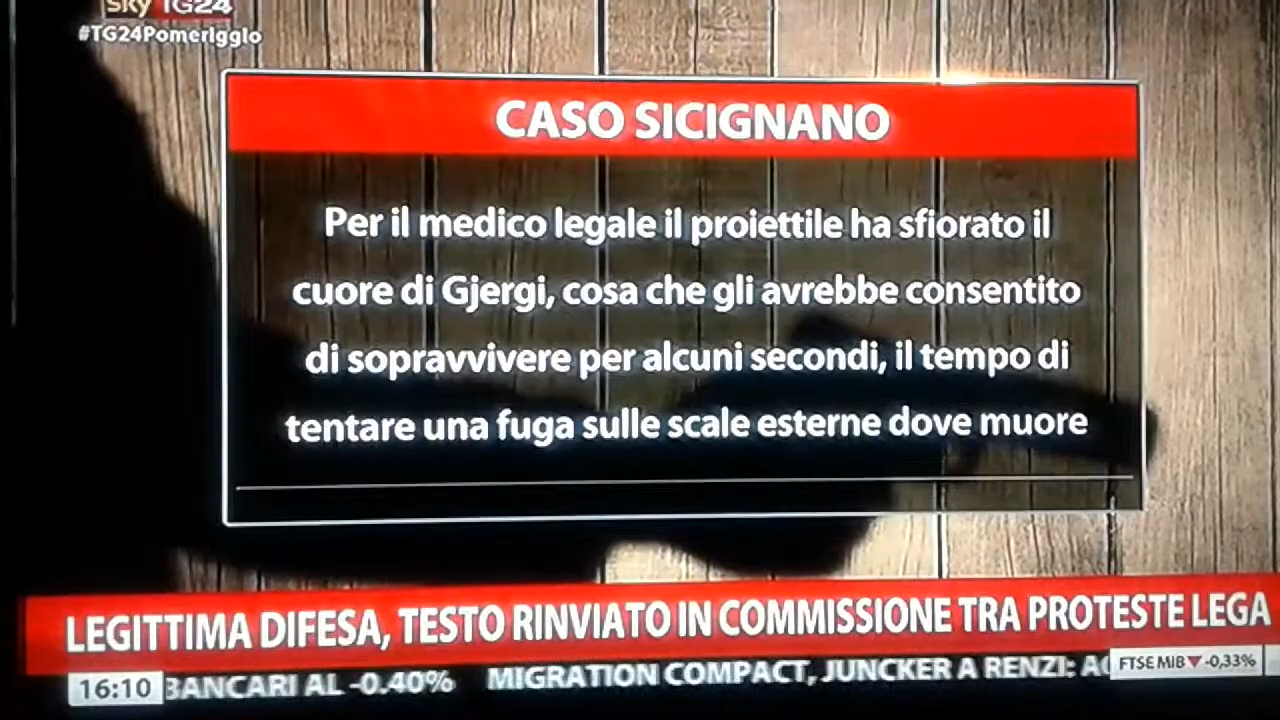 sky TG24
#TG24PomerIggIo
CASO SICIGNANO
Per il medico legale il proiettile ha sfiorato il
cuore di Gjergi, cosa che gli avrebbe consentito
di sopravvivere per alcuni secondi, il tempo di
tentare una fuga sulle scale esterne dove muore
LEGITTIMA DIFESA, TESTO RINVIATO IN COMMISSIONE TRA PROTESTE LEGA
16:10 BANCARI AL -0.40% MIGRATION COMPACT, JUNCKER A RENZI: FTSE MIB▼-0,33%